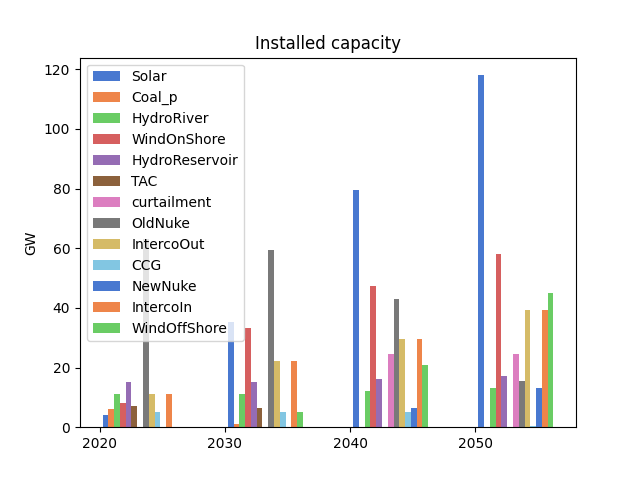 Installed capacity
GW
120
100
80
60
40
20
0
Solar
Coal_p
HydroRiver
WindOnShore
HydroReservoir
TAC
curtailment
OldNuke
IntercoOut
CCG
NewNuke
IntercoIn
WindOffShore
2020 2030 2040 2050